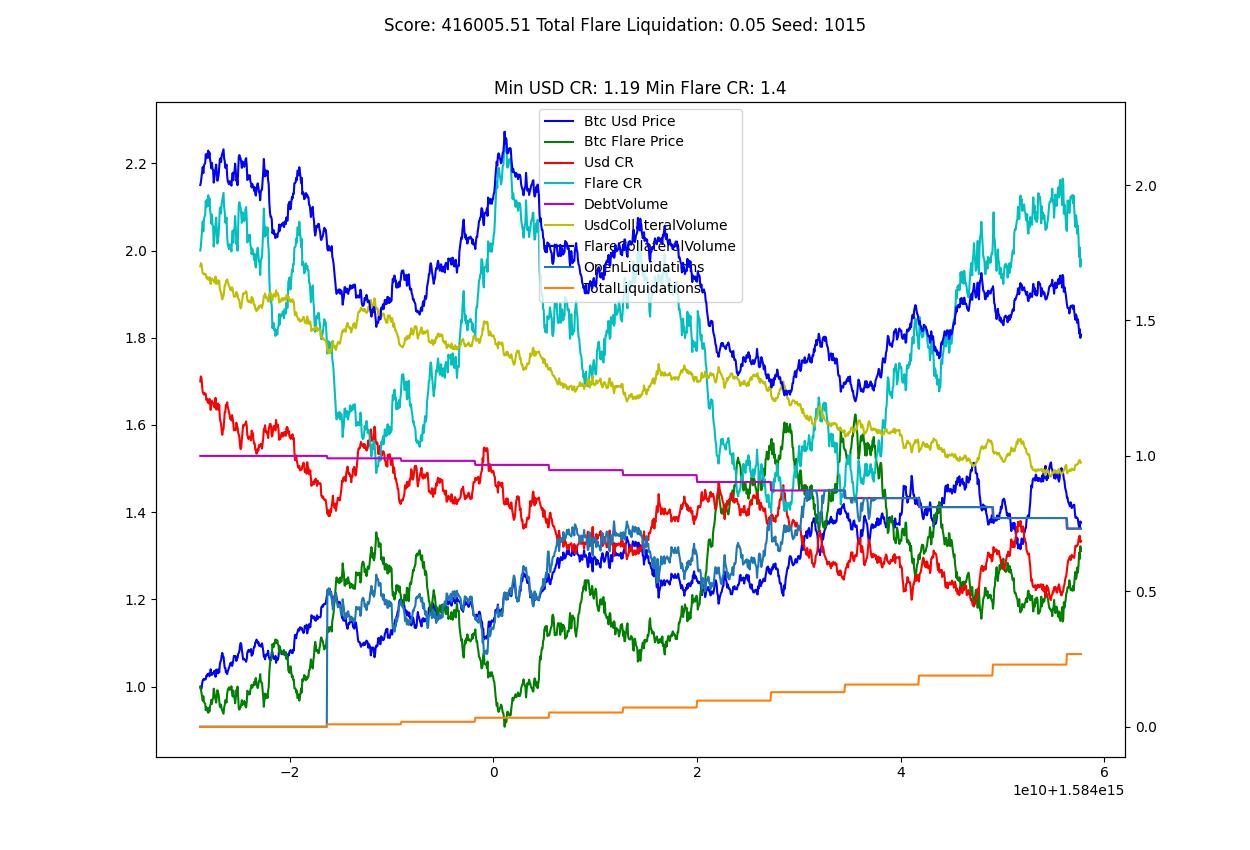 Score: 416005.51 Total Flare Liquidation: 0.05 Seed: 1015
Min USD CR: 1.19 Min Flare CR: 1.4
Btc Usd Price
Btc Flare Price
Usd CR
Flare CR
DebtVolume
UsdCollateralVolume
FlareCollateralVolume
OpenLiquidations
TotalLiquidations
2.2
2.0
1.8
1.6
1.4
1.2
1.0
2.0
1.5
1.0
0.5
0.0
−2
0
2
4
6
1e10+1.584e15